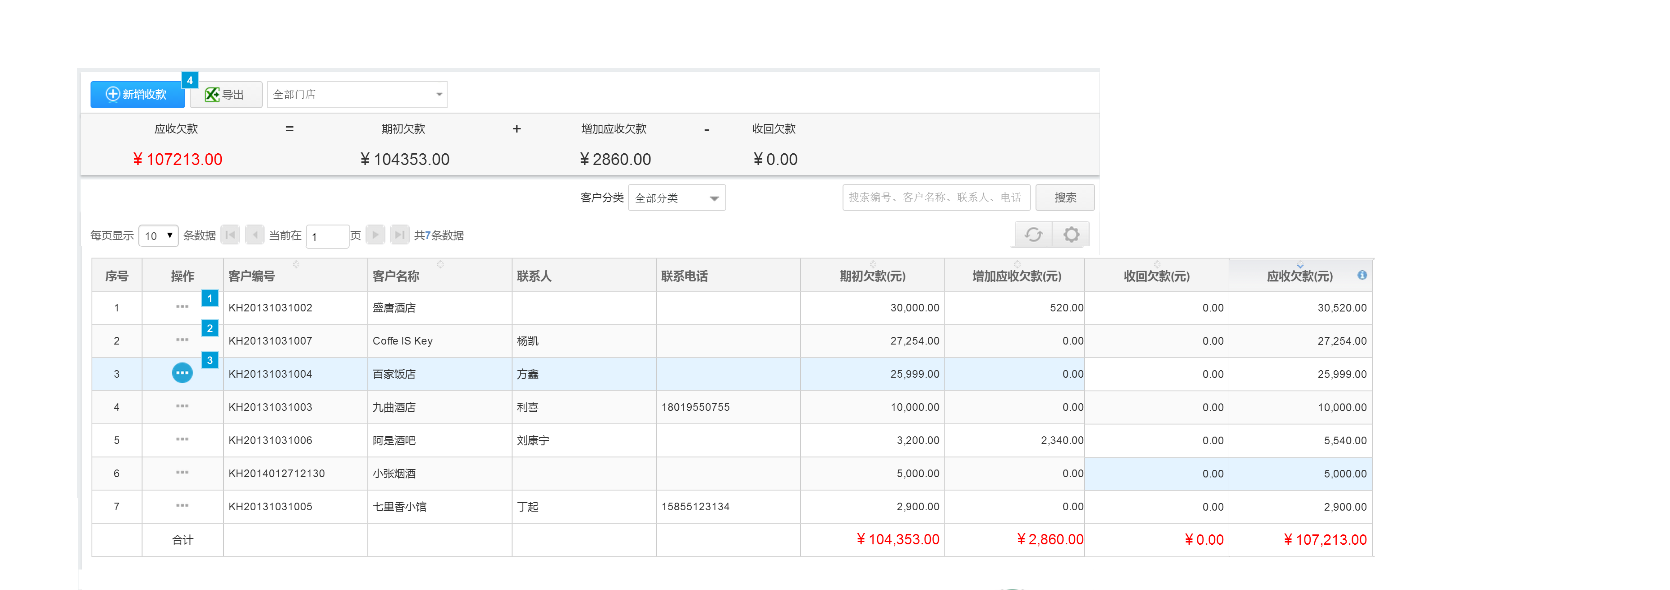 4
新增收款 导出 全部门店
应收欠款 = 期初欠款 + 增加应收欠款 - 收回欠款
¥107213.00 ¥104353.00 ¥2860.00 ¥0.00
客户分类 全部分类 搜索编号、客户名称、联系人、电话 搜索
每页显示 10 条数据 当前在 1 页 共7条数据
序号 操作 客户编号 客户名称 联系人 联系电话 期初欠款(元) 增加应收欠款(元) 收回欠款(元) 应收欠款(元)
1 ··· 1 KH20131031002 盛唐酒店 30,000.00 520.00 0.00 30,520.00
2 ··· 2 KH20131031007 Coffe IS Key 杨凯 27,254.00 0.00 0.00 27,254.00
3 ··· 3 KH20131031004 百家饭店 方鑫 25,999.00 0.00 0.00 25,999.00
4 ··· KH20131031003 九曲酒店 利喜 18019550755 10,000.00 0.00 0.00 10,000.00
5 ··· KH20131031006 阿是酒吧 刘康宁 3,200.00 2,340.00 0.00 5,540.00
6 ··· KH2014012712130 小张烟酒 5,000.00 0.00 0.00 5,000.00
7 ··· KH20131031005 七里香小馆 丁起 15855123134 2,900.00 0.00 0.00 2,900.00
合计 ¥104,353.00 ¥2,860.00 ¥0.00 ¥107,213.00